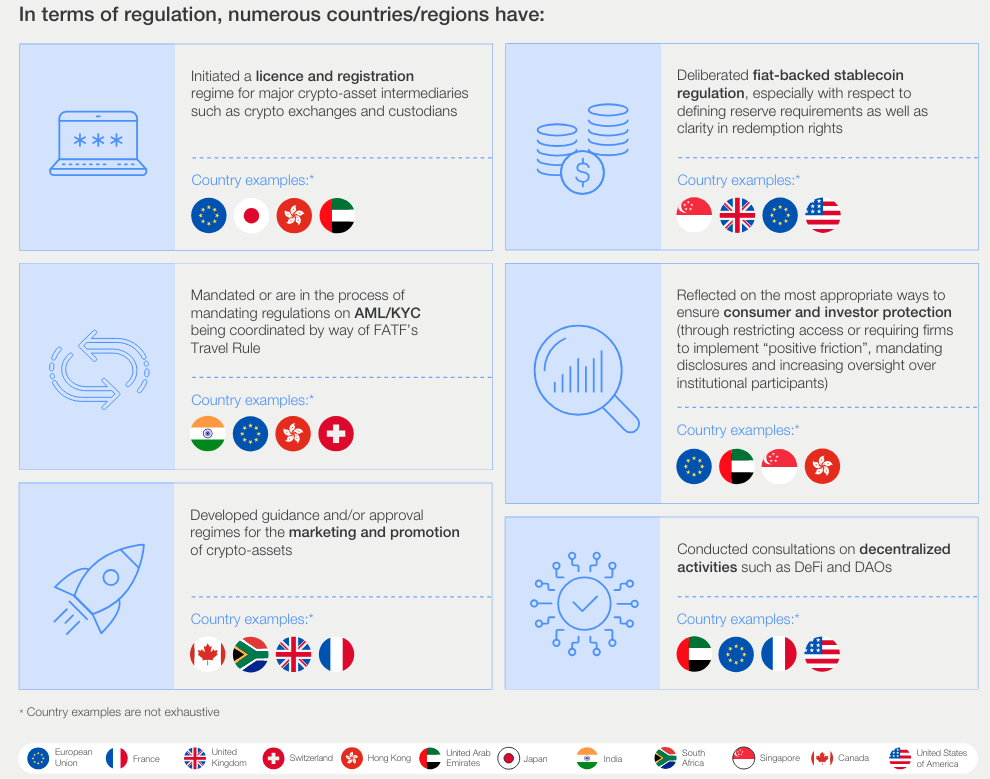 In terms of regulation, numerous countries/regions have:
Initiated a licence and registration
regime for major crypto-asset intermediaries
such as crypto exchanges and custodians
Country examples:*
Deliberated fiat-backed stablecoin
regulation, especially with respect to
defining reserve requirements as well as
clarity in redemption rights
Country examples:*
Mandated or are in the process of
mandating regulations on AML/KYC
being coordinated by way of FATF's
Travel Rule
Country examples:*
Reflected on the most appropriate ways to
ensure consumer and investor protection
(through restricting access or requiring firms
to implement “positive friction”, mandating
disclosures and increasing oversight over
institutional participants)
Country examples:*
Developed guidance and/or approval
regimes for the marketing and promotion
of crypto-assets
Country examples:*
Conducted consultations on decentralized
activities such as DeFi and DAOs
Country examples:*
* Country examples are not exhaustive
European
Union
France
United
Kingdom
Switzerland
Hong Kong
United Arab
Emirates
Japan
India
South
Africa
Singapore
Canada
United States
of America